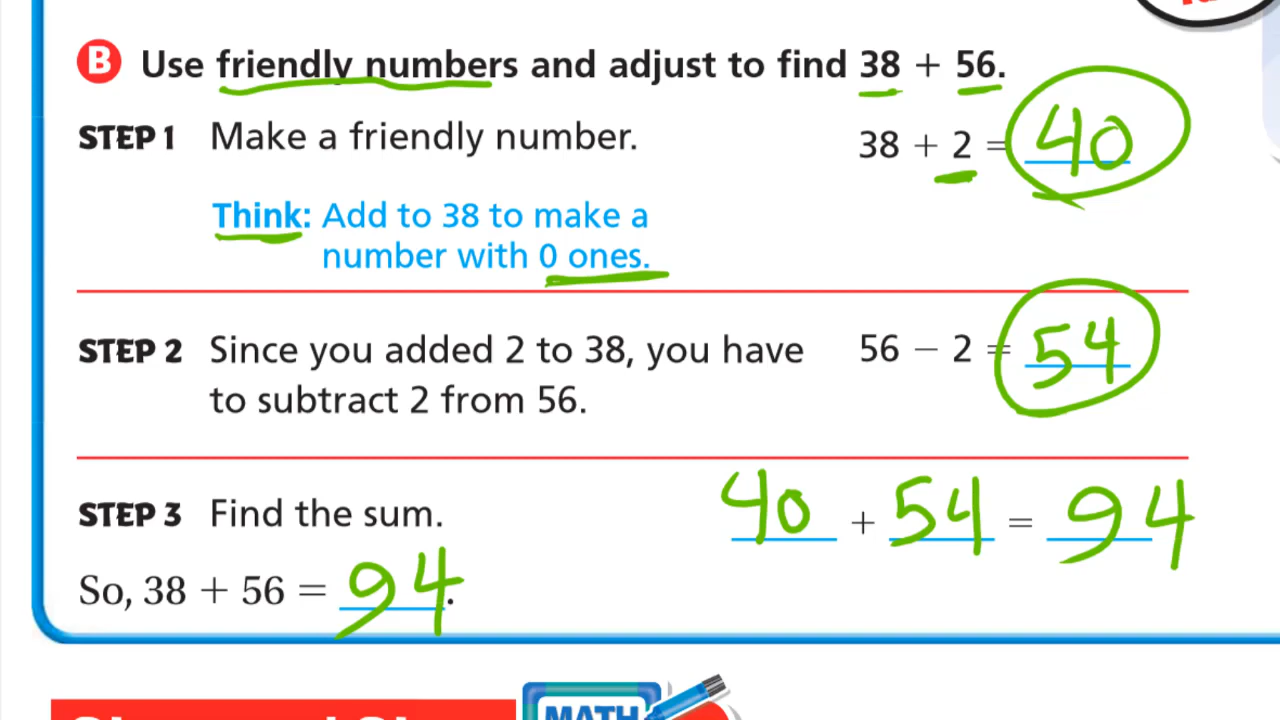 B Use friendly numbers and adjust to find 38 + 56.
STEP 1 Make a friendly number. 38 + 2 = 40
Think: Add to 38 to make a
number with 0 ones.
STEP 2 Since you added 2 to 38, you have 56 − 2 = 54
to subtract 2 from 56.
STEP 3 Find the sum. 40 + 54 = 94
So, 38 + 56 = 94.
MATH